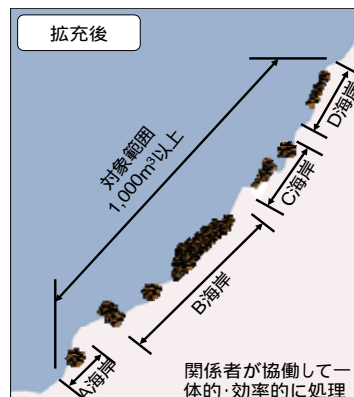 拡充後
対象範囲
1,000m³以上
D海岸
C海岸
B海岸
A海岸
関係者が協働して一
体的・効率的に処理